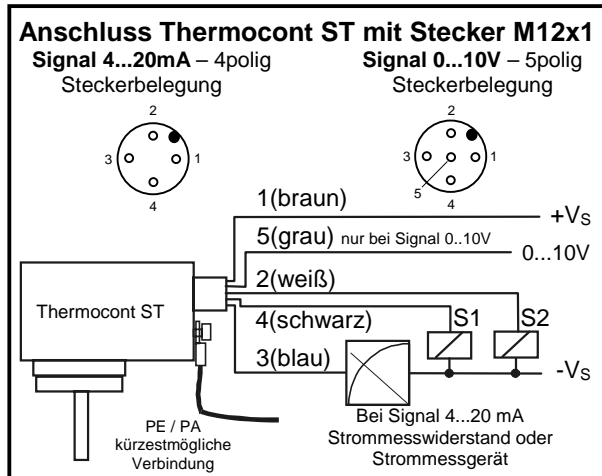 Anschluss Thermocont ST mit Stecker M12x1
Signal 4...20mA – 4polig
Steckerbelegung
Signal 0...10V – 5polig
Steckerbelegung
2
3
1
4
2
3
1
5
4
1(braun)
+VS
5(grau) nur bei Signal 0..10V
0...10V
2(weiß)
Thermocont ST
4(schwarz)
S1
S2
3(blau)
-VS
PE / PA
kürzestmögliche
Verbindung
Bei Signal 4...20 mA
Strommesswiderstand oder
Strommessgerät